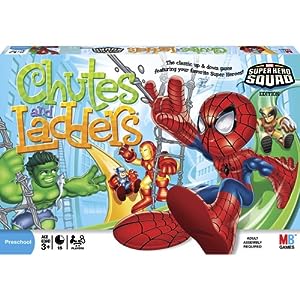 Chutes
and
Ladders
The classic up & down game
featuring your favorite Super Heroes!
SUPER HERO
SQUAD
EDITION
Preschool
AGE
3+
ADULT
ASSEMBLY
REQUIRED
MB
GAMES